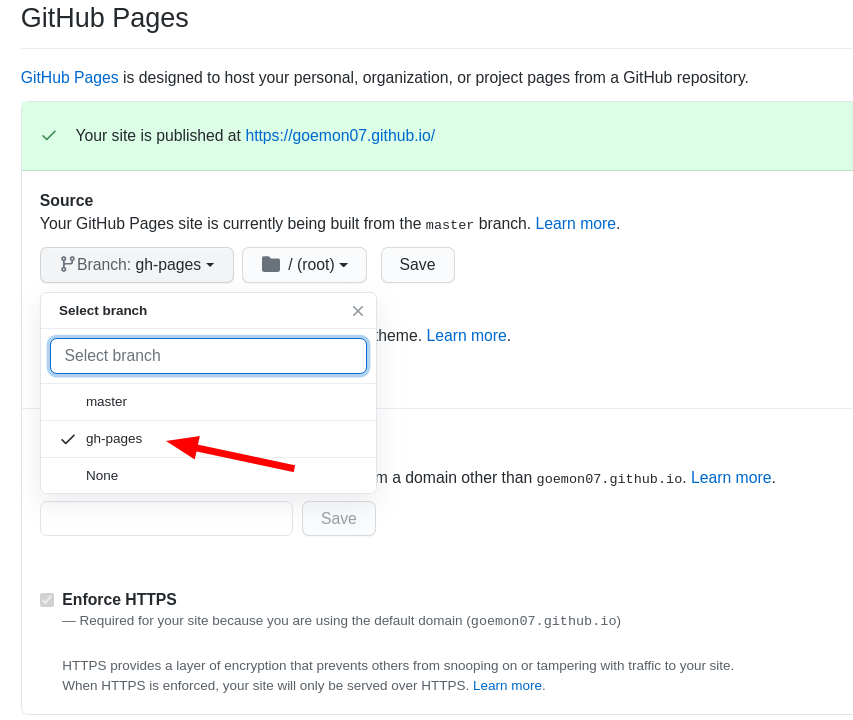 GitHub Pages
GitHub Pages is designed to host your personal, organization, or project pages from a GitHub repository.
Your site is published at https://goemon07.github.io/
Source
Your GitHub Pages site is currently being built from the master branch. Learn more.
Branch: gh-pages / (root) Save
Select branch
Select branch
theme. Learn more.
master
gh-pages
None
m a domain other than goemon07.github.io. Learn more.
Save
Enforce HTTPS
— Required for your site because you are using the default domain (goemon07.github.io)
HTTPS provides a layer of encryption that prevents others from snooping on or tampering with traffic to your site.
When HTTPS is enforced, your site will only be served over HTTPS. Learn more.